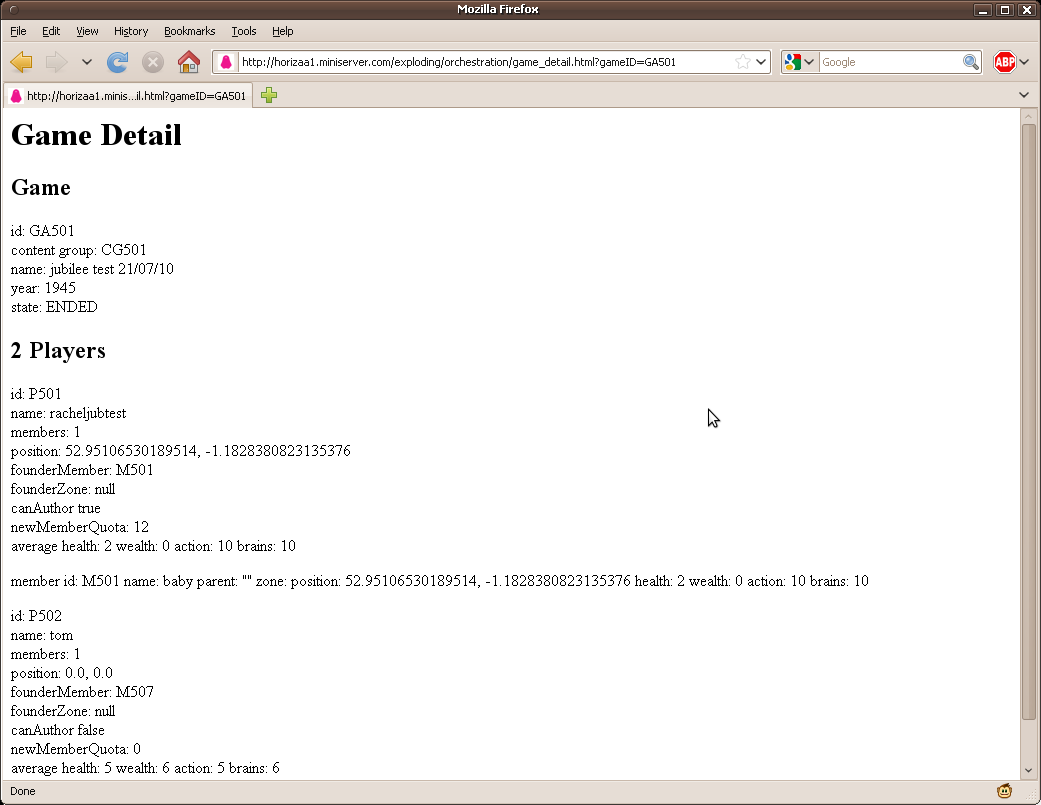 Mozilla Firefox
File Edit View History Bookmarks Tools Help
http://horizaa1.miniserver.com/exploding/orchestration/game_detail.html?gameID=GA501
Google
ABP
http://horizaa1.minis...il.html?gameID=GA501
Game Detail
Game
id: GA501
content group: CG501
name: jubilee test 21/07/10
year: 1945
state: ENDED
2 Players
id: P501
name: racheljubtest
members: 1
position: 52.95106530189514, -1.1828380823135376
founderMember: M501
founderZone: null
canAuthor true
newMemberQuota: 12
average health: 2 wealth: 0 action: 10 brains: 10
member id: M501 name: baby parent: "" zone: position: 52.95106530189514, -1.1828380823135376 health: 2 wealth: 0 action: 10 brains: 10
id: P502
name: tom
members: 1
position: 0.0, 0.0
founderMember: M507
founderZone: null
canAuthor false
newMemberQuota: 0
average health: 5 wealth: 6 action: 5 brains: 6
Done